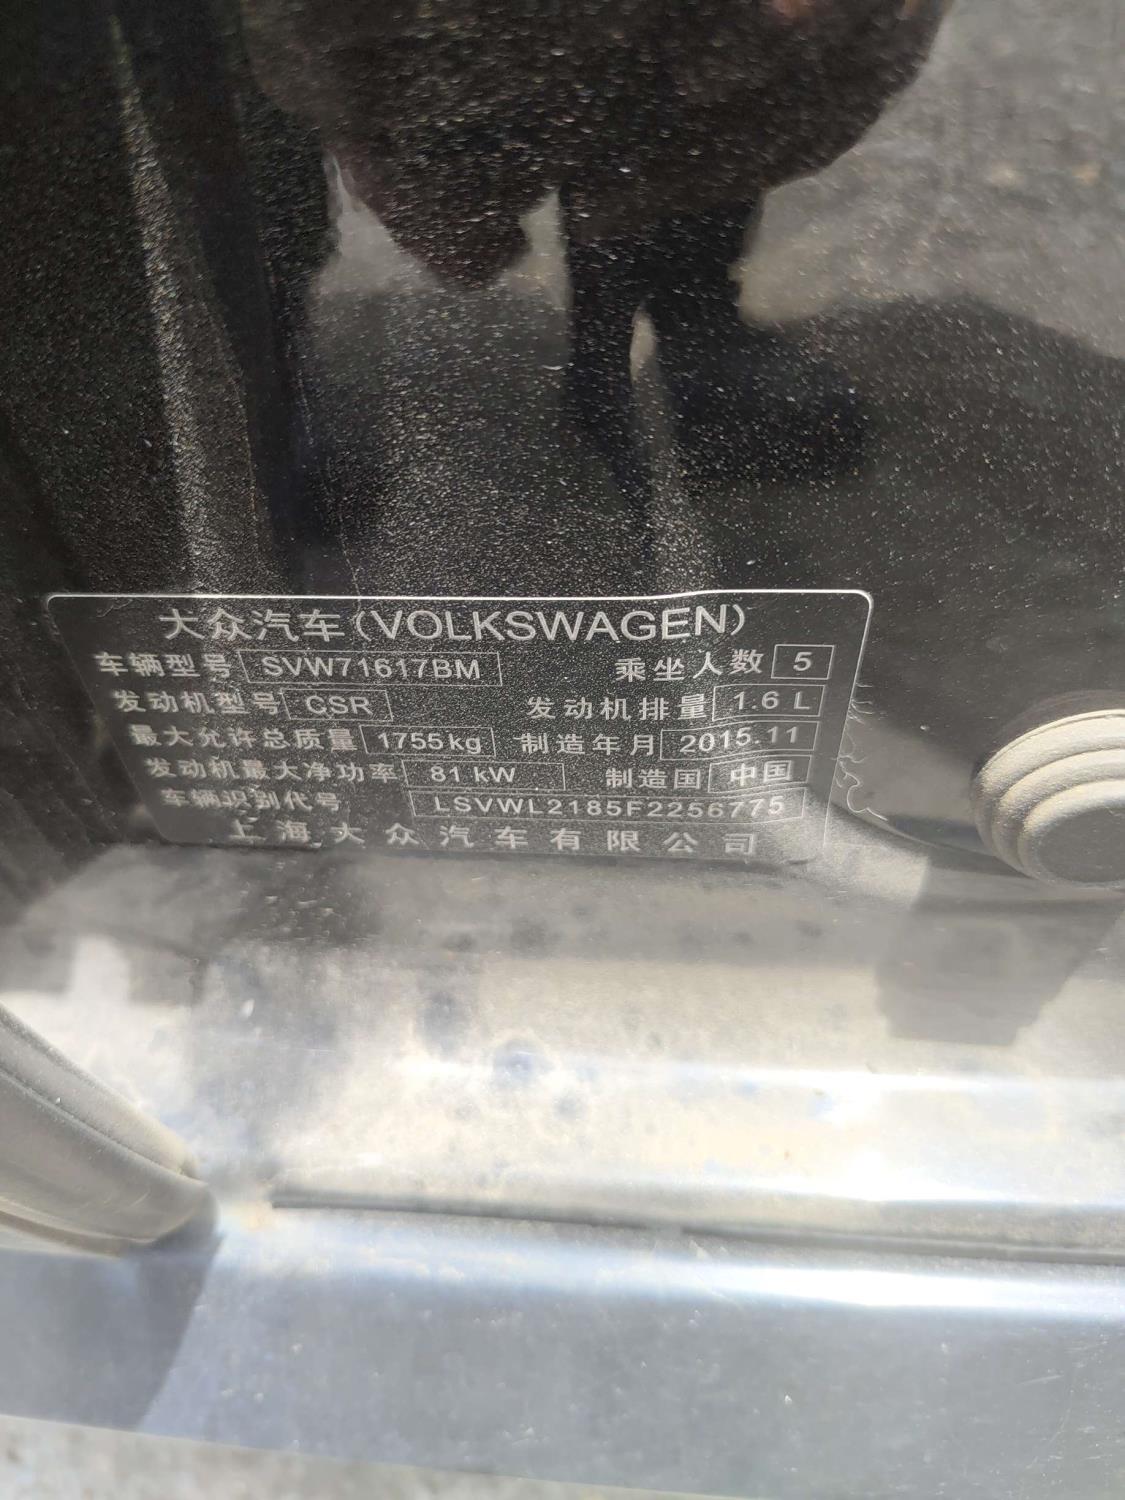 大众汽车(VOLKSWAGEN)
车辆型号 SVW71617BM 乘坐人数 5
发动机型号 CSR 发动机排量 1.6 L
最大允许总质量 1755kg 制造年月 2015.11
发动机最大净功率 81 kW 制造国 中国
车辆识别代号 LSVWL2185F2256775
上海大众汽车有限公司